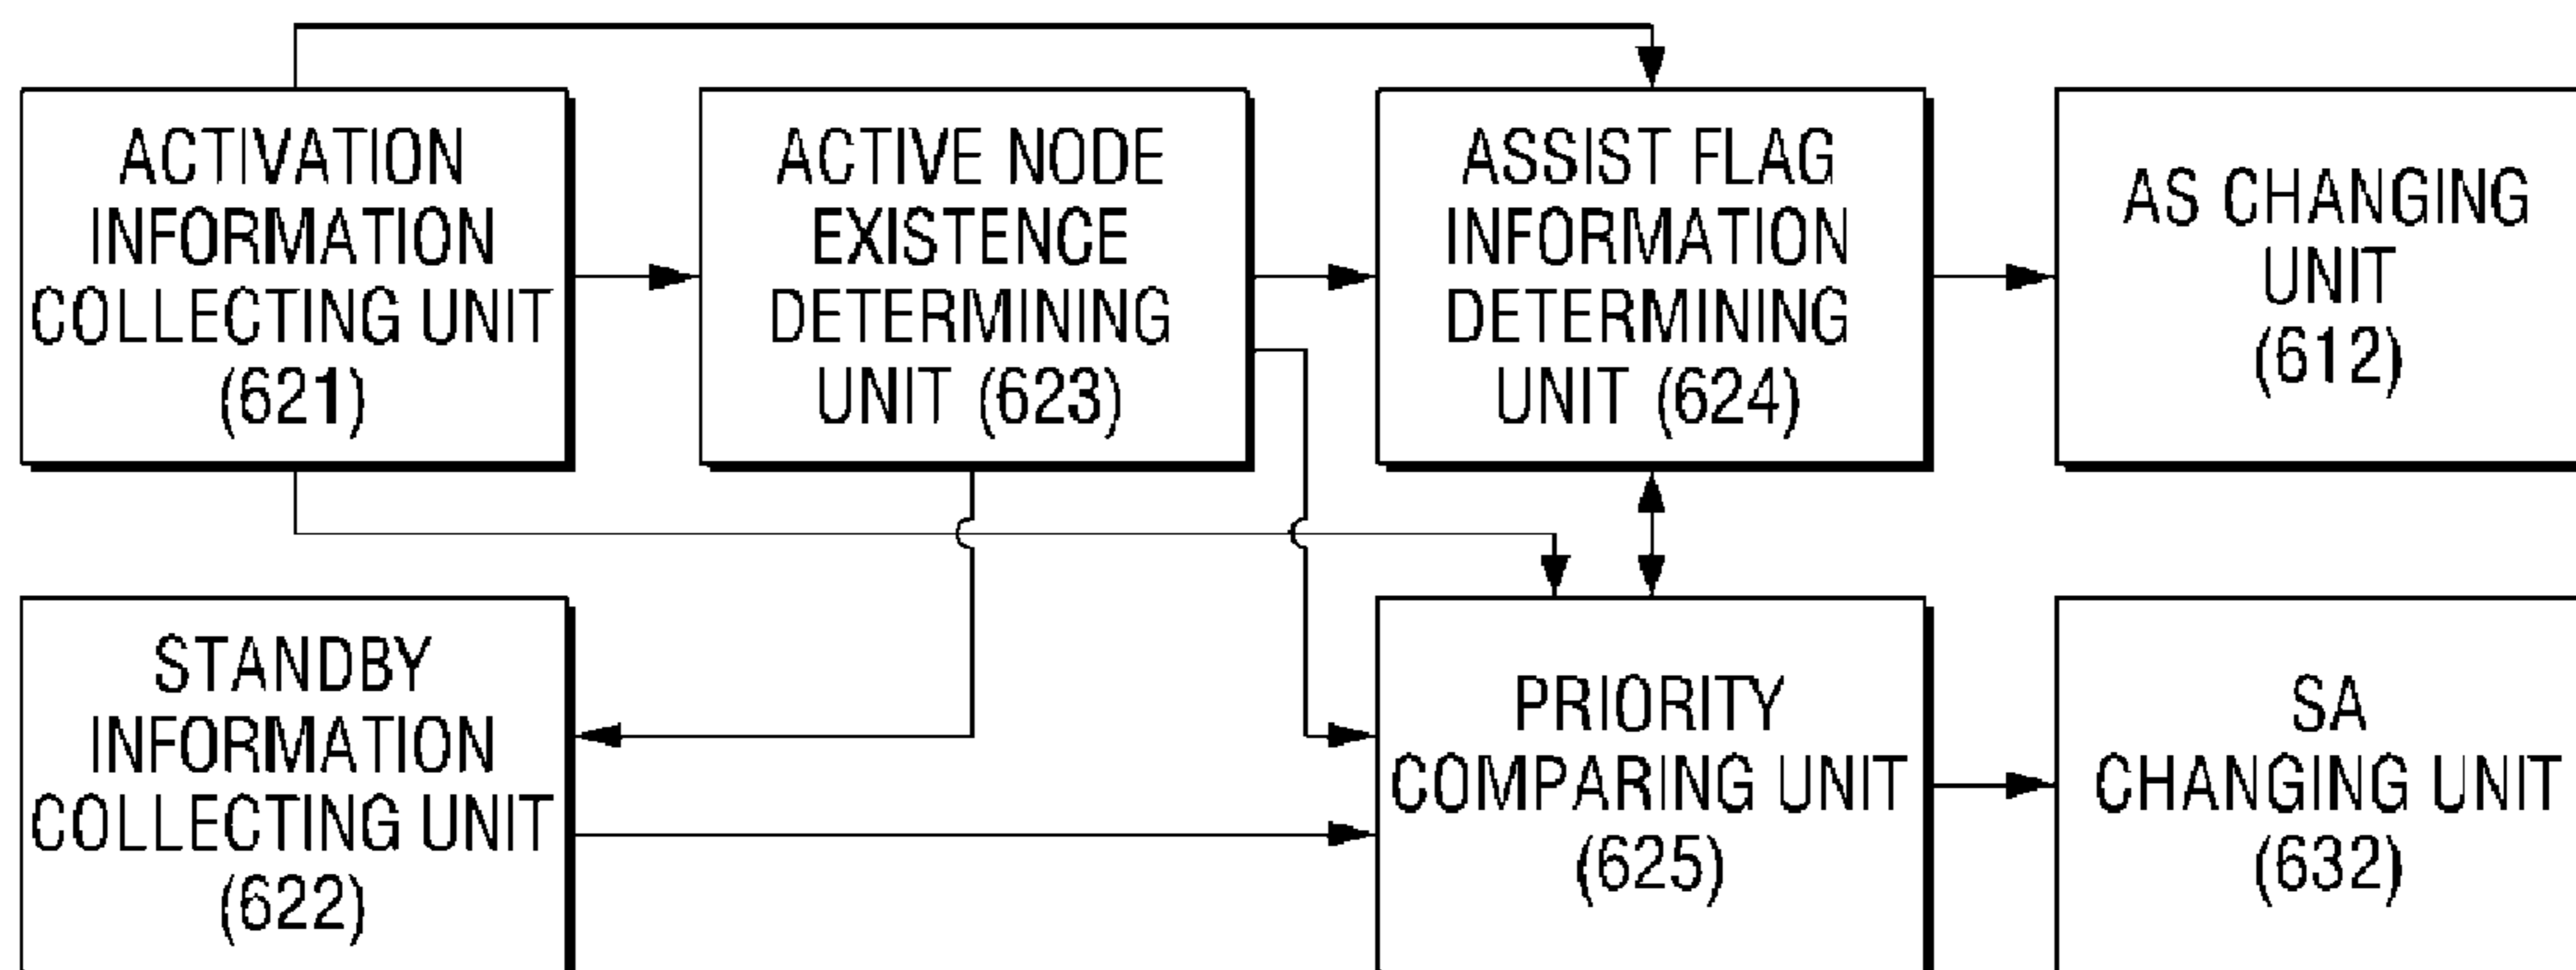 ACTIVATION
INFORMATION
COLLECTING UNIT
(621)
ACTIVE NODE
EXISTENCE
DETERMINING
UNIT (623)
ASSIST FLAG
INFORMATION
DETERMINING
UNIT (624)
AS CHANGING
UNIT
(612)
STANDBY
INFORMATION
COLLECTING UNIT
(622)
PRIORITY
COMPARING UNIT
(625)
SA
CHANGING UNIT
(632)